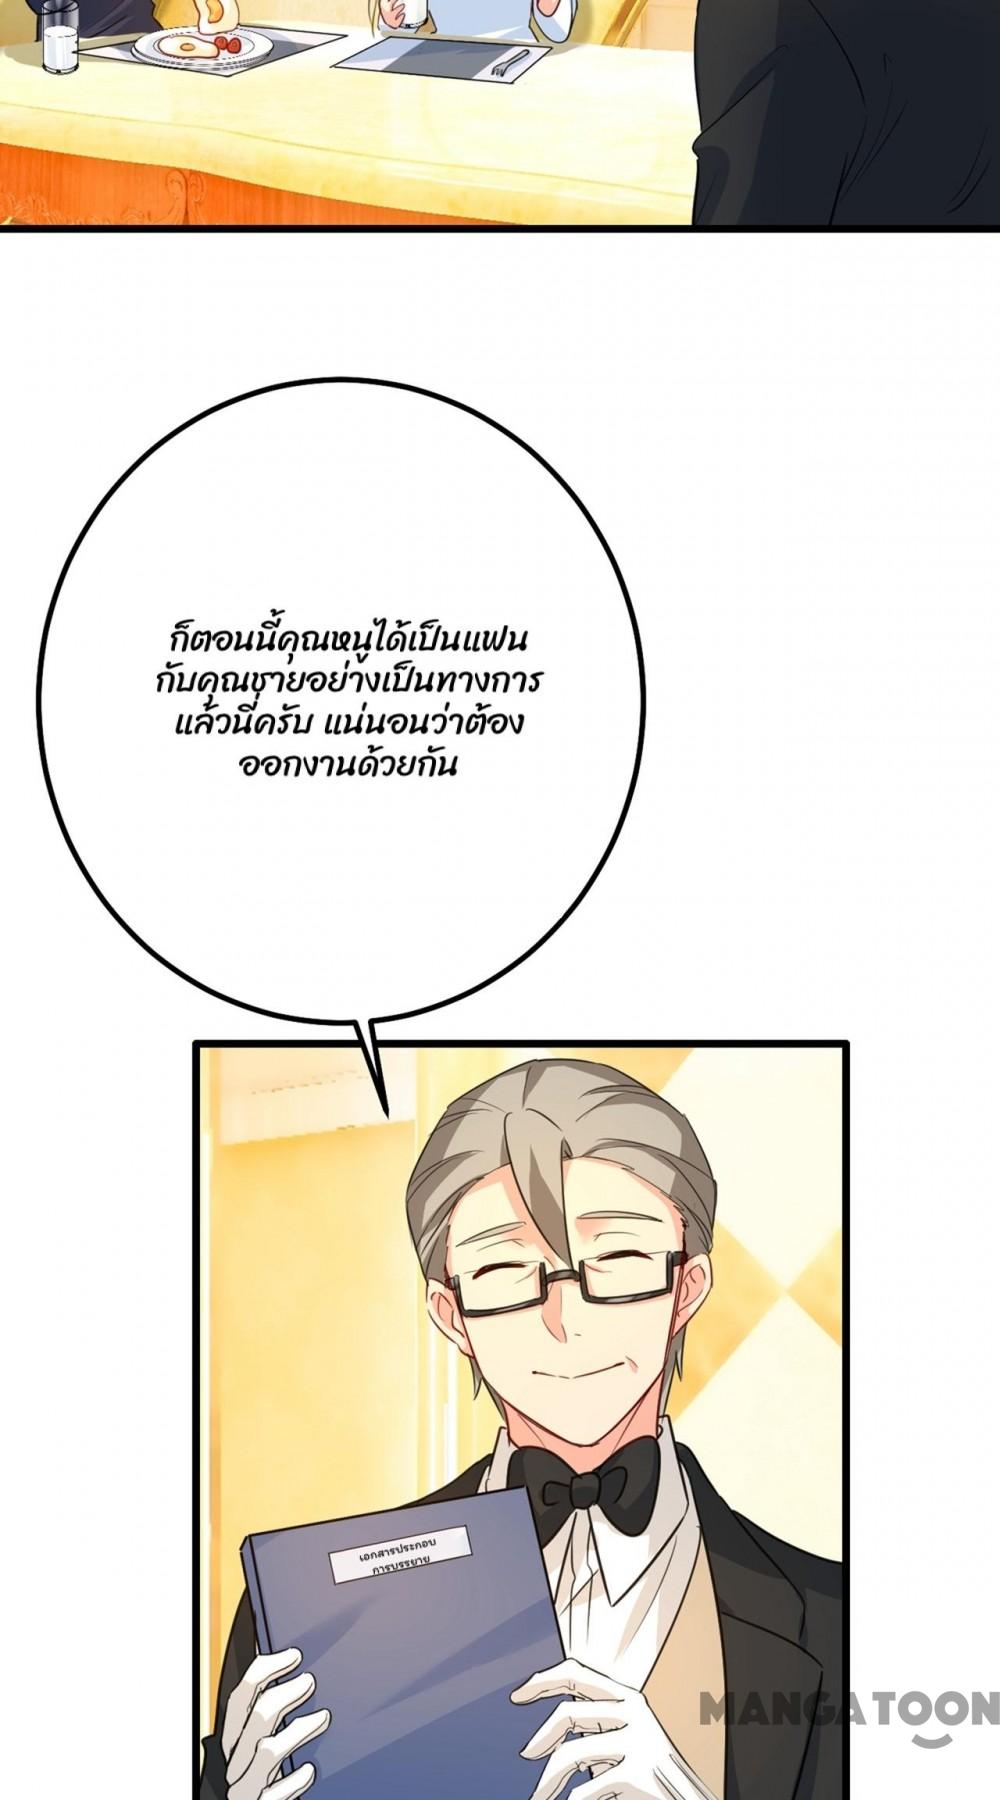 ก็ตอนนี้คุณหนูได้เป็นแฟน
กับคุณชายอย่างเป็นทางการ
แล้วนี่ครับ แน่นอนว่าต้อง
ออกงานด้วยกัน
เอกสารประกอบ
การบรรยาย
MANGATOON